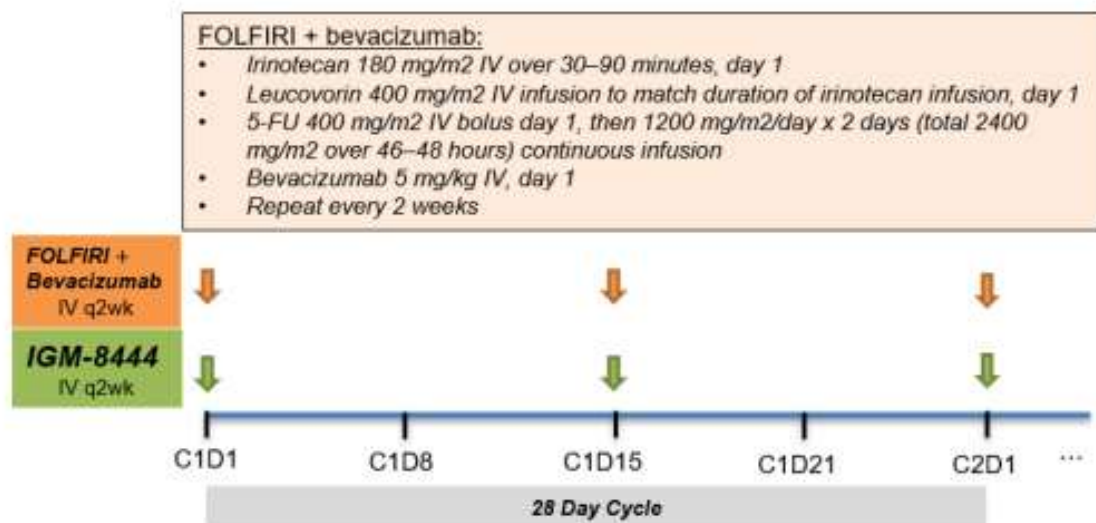 FOLFIRI + bevacizumab:
• Irinotecan 180 mg/m2 IV over 30–90 minutes, day 1
• Leucovorin 400 mg/m2 IV infusion to match duration of irinotecan infusion, day 1
• 5-FU 400 mg/m2 IV bolus day 1, then 1200 mg/m2/day x 2 days (total 2400
mg/m2 over 46–48 hours) continuous infusion
• Bevacizumab 5 mg/kg IV, day 1
• Repeat every 2 weeks
FOLFIRI +
Bevacizumab
IV q2wk
IGM-8444
IV q2wk
C1D1 C1D8 C1D15 C1D21 C2D1 ...
28 Day Cycle